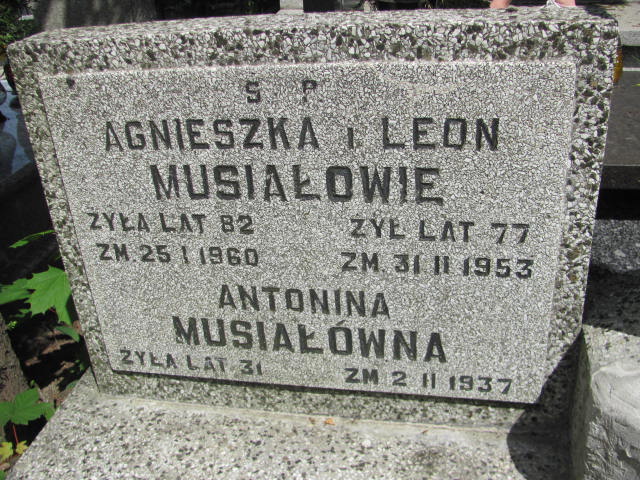 Ś P
AGNIESZKA i LEON
MUSIAŁOWIE
ŻYŁA LAT 82 ŻYŁ LAT 77
ZM. 25 I 1960 ZM. 31 II 1953
ANTONINA
MUSIAŁÓWNA
ŻYŁA LAT 31 ZM 2 II 1937